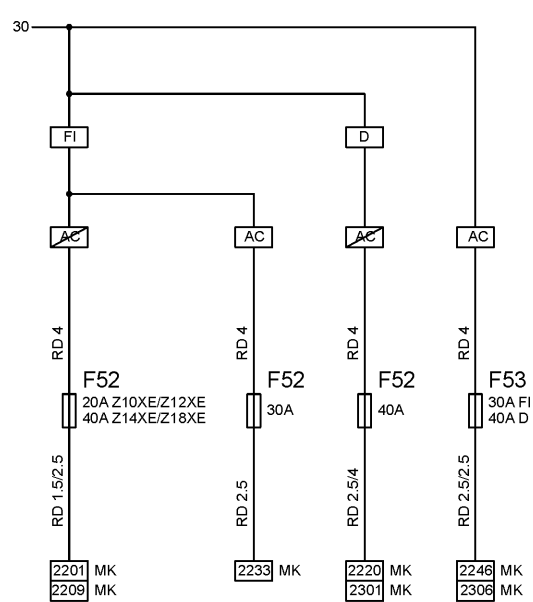 30
FI
D
AC
AC
AC
AC
RD 4
RD 4
RD 4
RD 4
F52
20A Z10XE/Z12XE
40A Z14XE/Z18XE
F52
30A
F52
40A
F53
30A FI
40A D
RD 1.5/2.5
RD 2.5
RD 2.5/4
RD 2.5/2.5
2201 MK
2209 MK
2233 MK
2220 MK
2301 MK
2246 MK
2306 MK